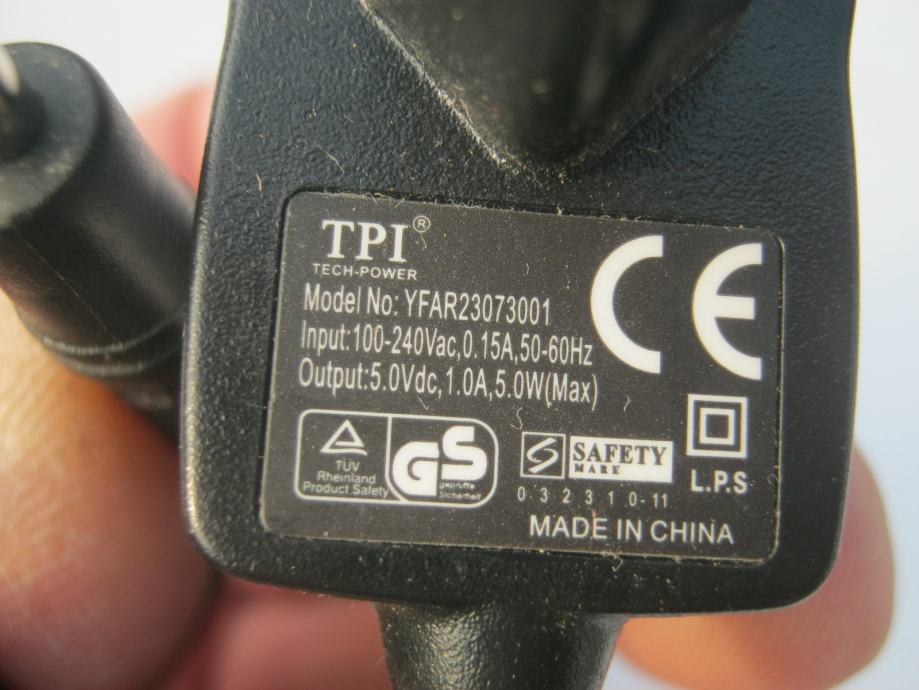 TPI®
TECH-POWER
Model No: YFAR23073001
Input:100-240Vac,0.15A,50-60Hz
Output:5.0Vdc,1.0A,5.0W(Max)
CE
TÜV
Rheinland
Product Safety
GS
geprüfte
Sicherheit
S
SAFETY
MARK
032310-11
L.P.S
MADE IN CHINA